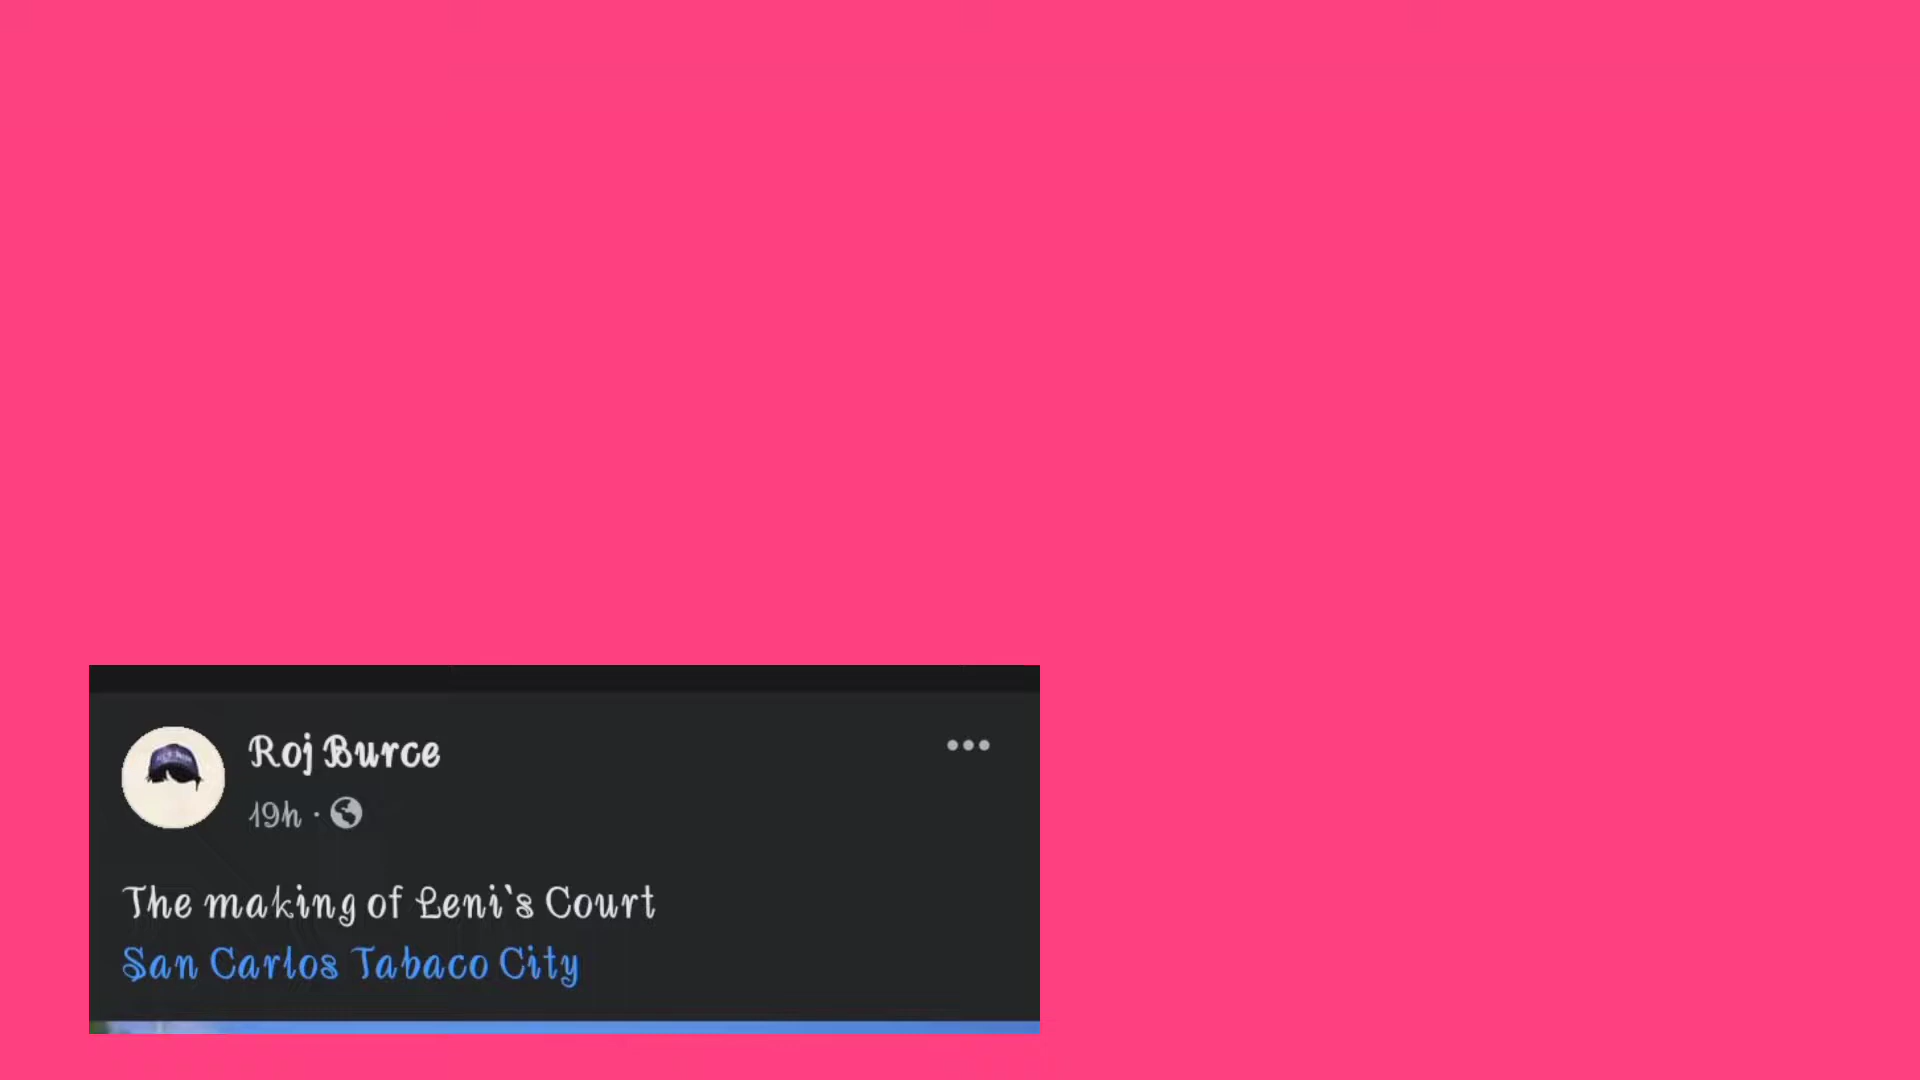 Roj Burce
19h ·
The making of Leni`s Court
San Carlos Tabaco City